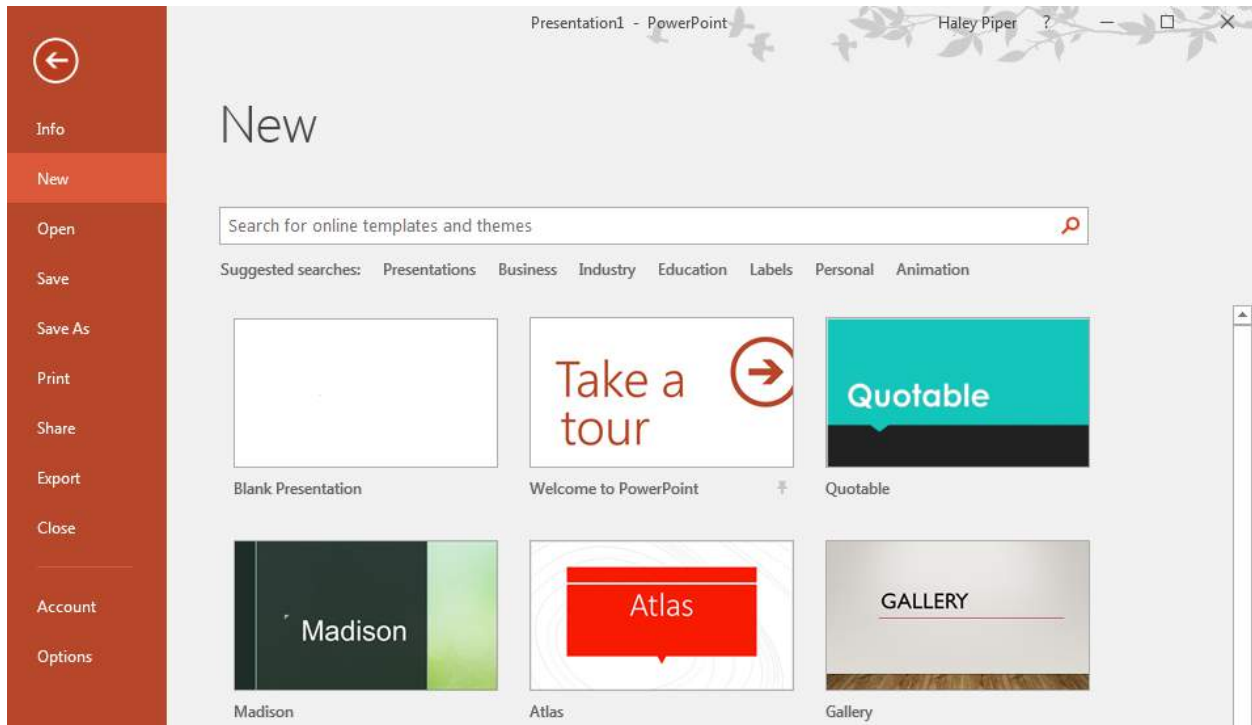 Presentation1 - PowerPoint
Haley Piper ?
Info
New
Open
Save
Save As
Print
Share
Export
Close
Account
Options
New
Search for online templates and themes
Suggested searches: Presentations Business Industry Education Labels Personal Animation
Take a
tour
Quotable
Blank Presentation
Welcome to PowerPoint
Quotable
Madison
Atlas
GALLERY
Madison
Atlas
Gallery